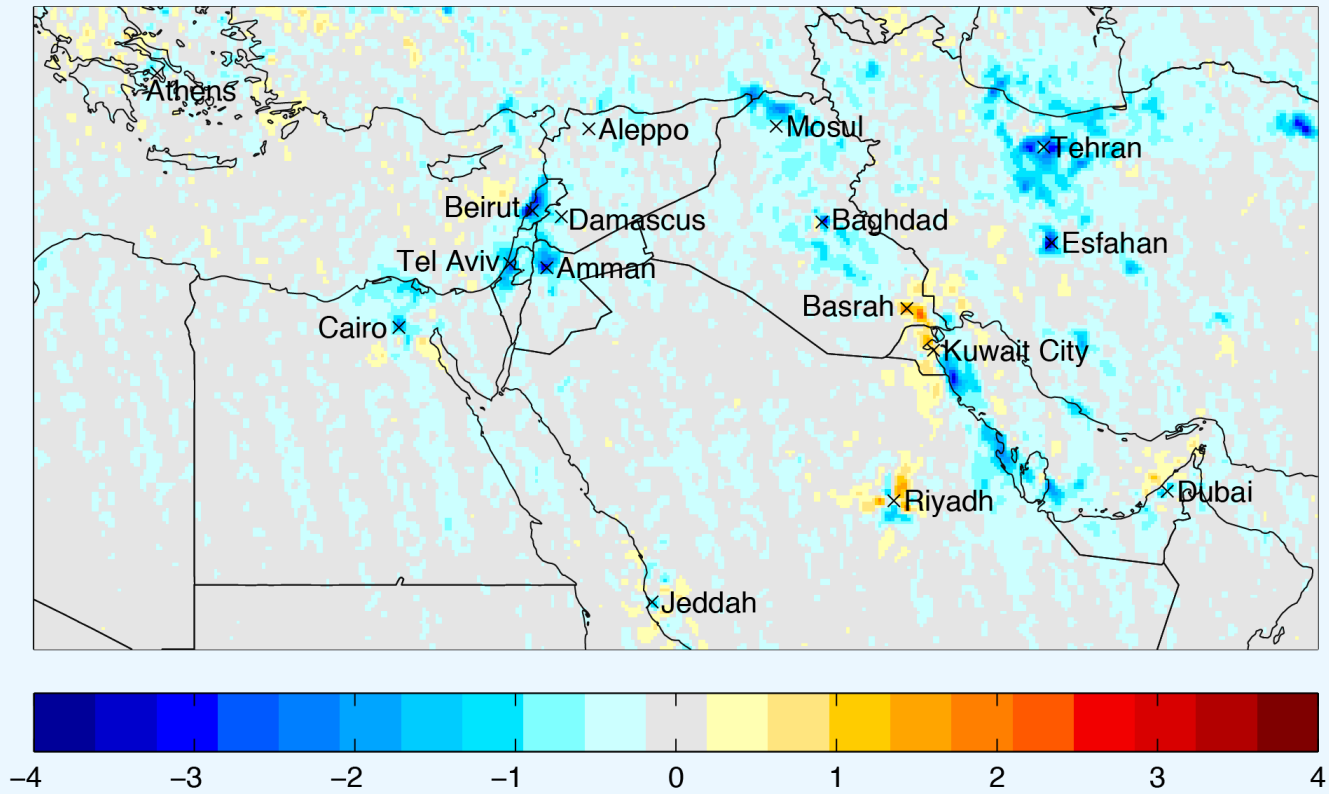 Athens
Aleppo
Mosul
Tehran
Beirut
Damascus
Baghdad
Esfahan
Tel Aviv
Amman
Basrah
Cairo
Kuwait City
Riyadh
Dubai
Jeddah
−4 −3 −2 −1 0 1 2 3 4